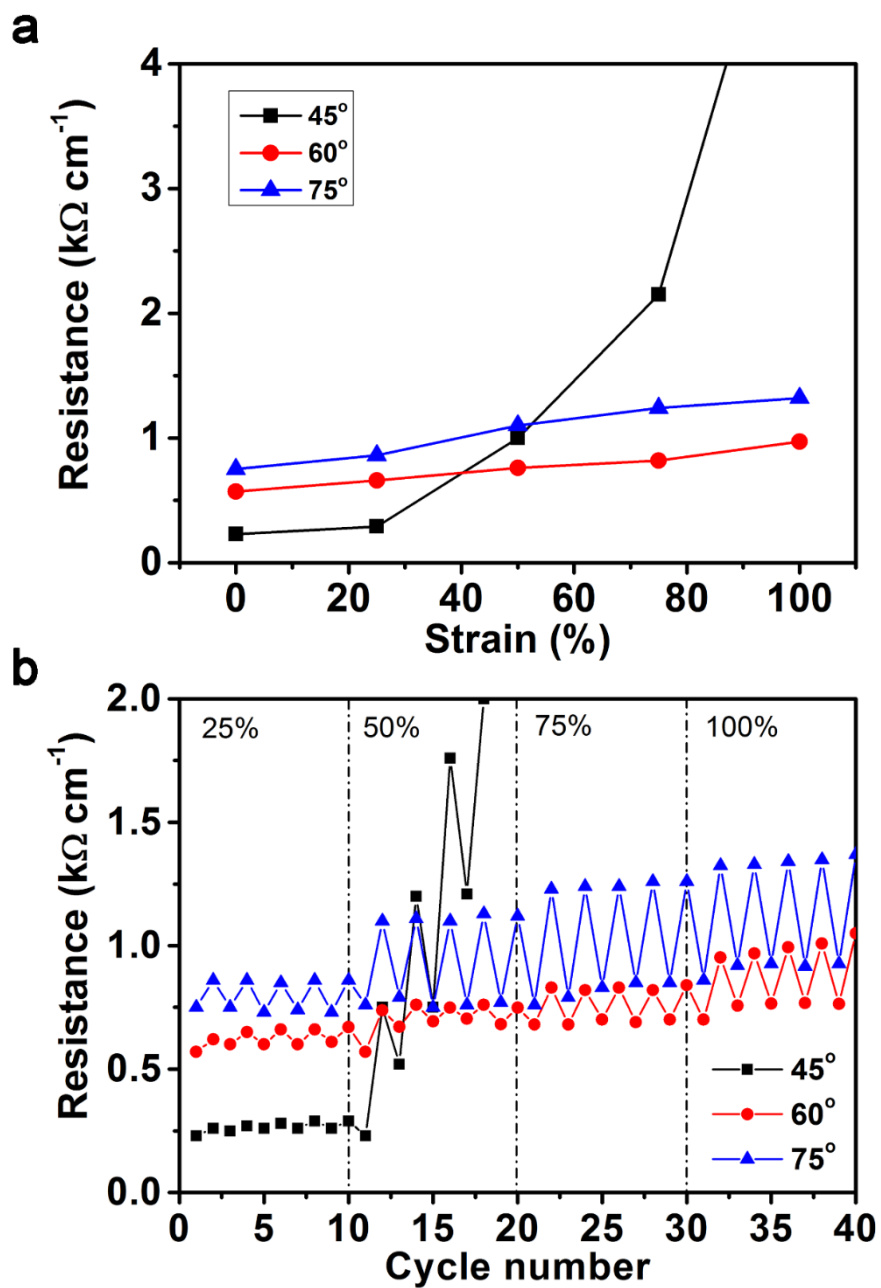 a
Resistance (kΩ cm⁻¹)
4
3
2
1
0
45°
60°
75°
0 20 40 60 80 100
Strain (%)
b
Resistance (kΩ cm⁻¹)
2.0
1.5
1.0
0.5
0.0
25% 50% 75% 100%
45°
60°
75°
0 5 10 15 20 25 30 35 40
Cycle number